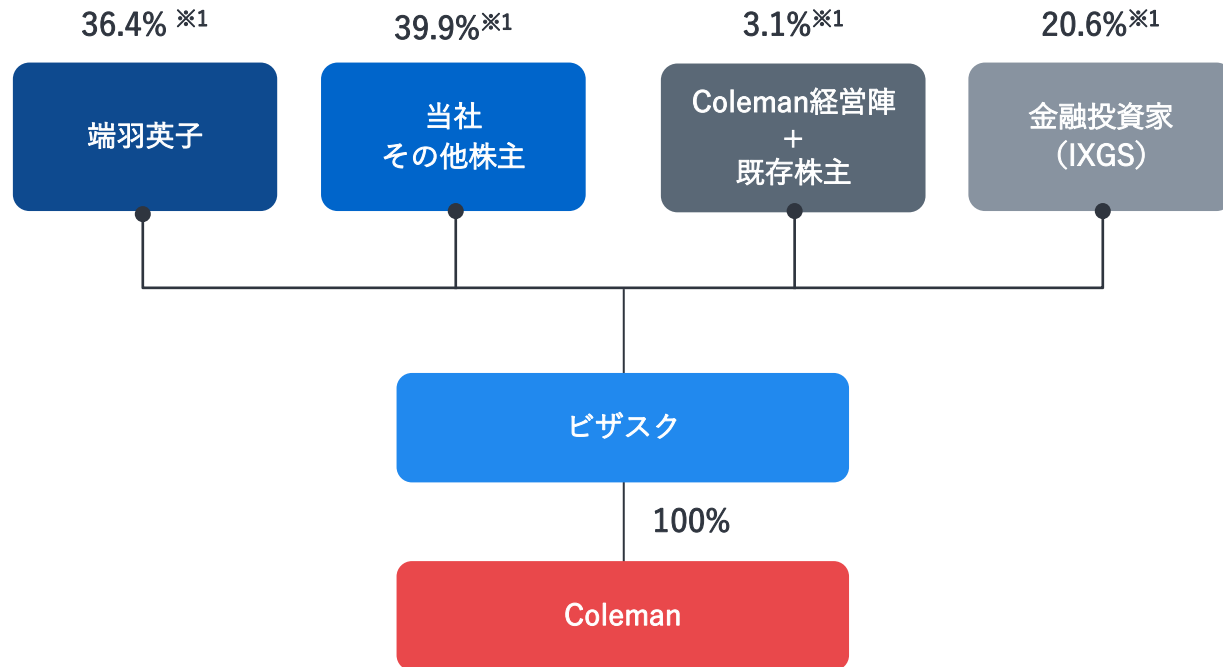 36.4% ※1
39.9%※1
3.1%※1
20.6%※1
端羽英子
当社
その他株主
Coleman経営陣
+
既存株主
金融投資家
(IXGS)
ビザスク
100%
Coleman